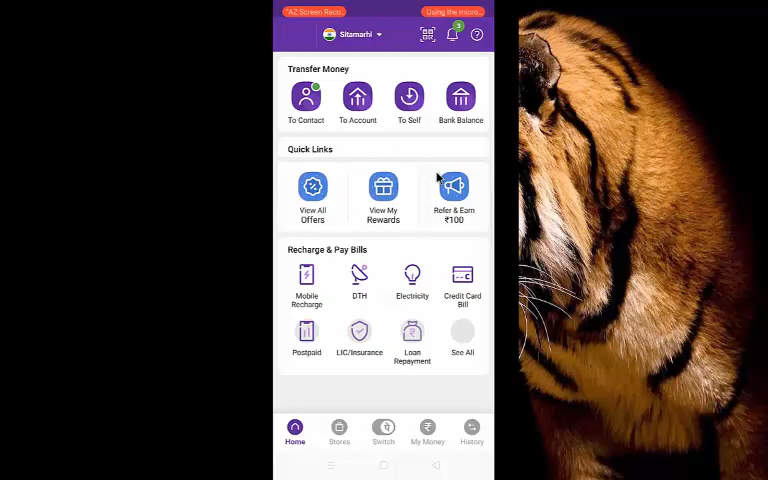 "AZ Screen Reco
Using the micro...
Sitamarhi
3
Transfer Money
To Contact
To Account
To Self
Bank Balance
Quick Links
View All
Offers
View My
Rewards
Refer & Earn
₹100
Recharge & Pay Bills
Mobile
Recharge
DTH
Electricity
Credit Card
Bill
Postpaid
LIC/Insurance
Loan
Repayment
See All
Home
Stores
Switch
My Money
History